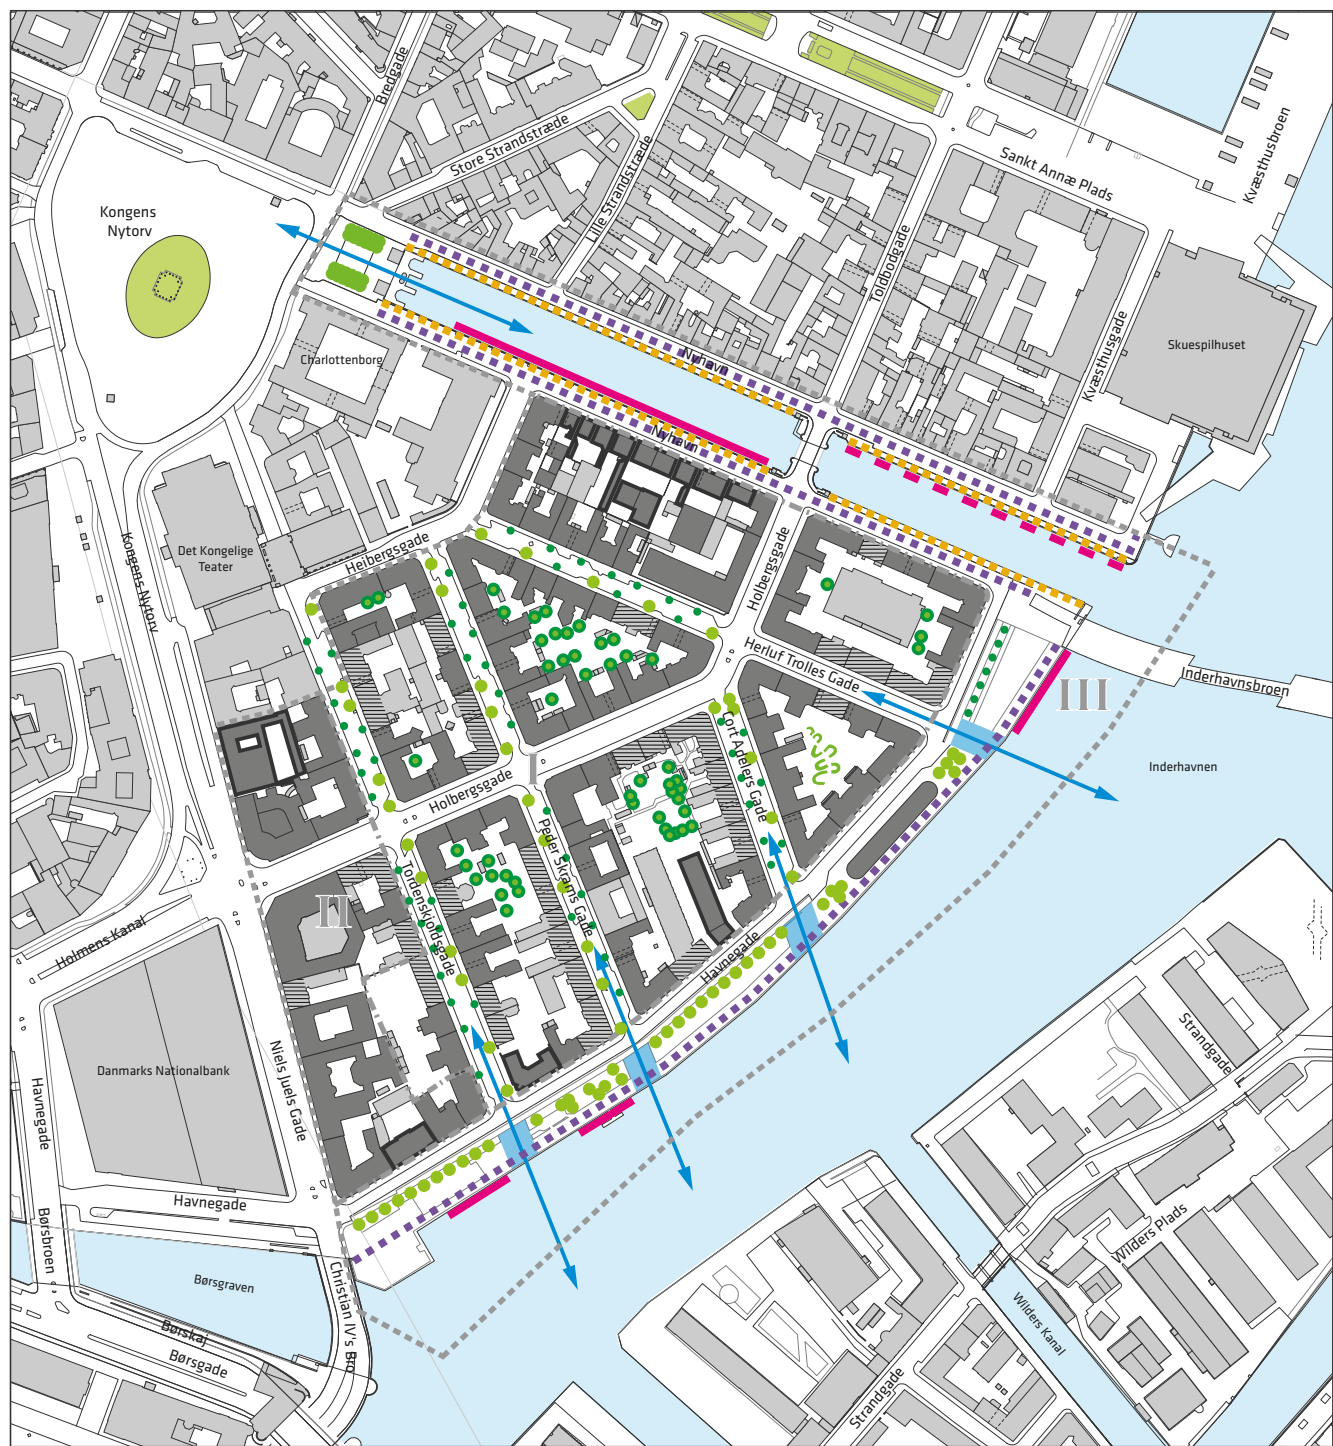 Bredgade
Store Strandstræde
Lille Strandstræde
Sankt Annæ Plads
Kvæsthusbroen
Kongens
Nytorv
Toldbodgade
Kvæsthusgade
Skuespilhuset
Charlottenborg
Nyhavn
Nyhavn
Det Kongelige
Teater
Heibergsgade
Kongens Nytorv
Holbergsgade
Herluf Trolles Gade
Inderhavnsbroen
III
Inderhavnen
Cort Adelers Gade
I
Holbergsgade
Peder Skrams Gade
Tordenskjoldsgade
II
Holmens Kanal
Havnegade
Strandgade
Danmarks Nationalbank
Niels Juels Gade
Havnegade
Havnegade
Børsbroen
Wilders Plads
Børsgraven
Christian IV's Bro
Børskaj
Børsgade
Wilders Kanal
Strandgade